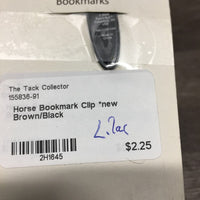 Bookmarks
The Tack Collector
155836-91
Horse Bookmark Clip *new
Brown/Black
$2.25
2H1645